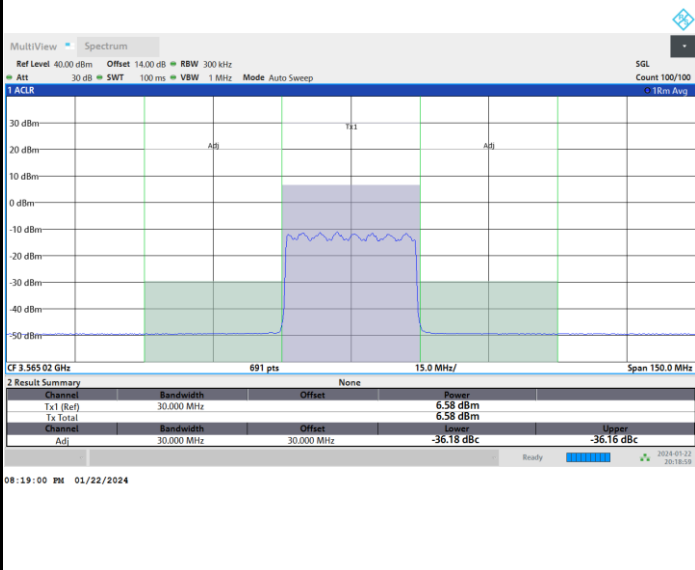 MultiView Spectrum
Ref Level 40.00 dBm Offset 14.00 dB RBW 300 kHz SGL
Att 30 dB SWT 100 ms VBW 1 MHz Mode Auto Sweep Count 100/100
1 ACLR 1Rm Avg
30 dBm
Tx1
20 dBm
Adj Adj
10 dBm
0 dBm
-10 dBm
-20 dBm
-30 dBm
-40 dBm
-50 dBm
CF 3.565 02 GHz 691 pts 15.0 MHz/ Span 150.0 MHz
2 Result Summary None
Channel Bandwidth Offset Power
Tx1 (Ref) 30.000 MHz 6.58 dBm
Tx Total 6.58 dBm
Channel Bandwidth Offset Lower Upper
Adj 30.000 MHz 30.000 MHz -36.18 dBc -36.16 dBc
Ready 2024-01-22
20:18:59
08:19:00 PM 01/22/2024